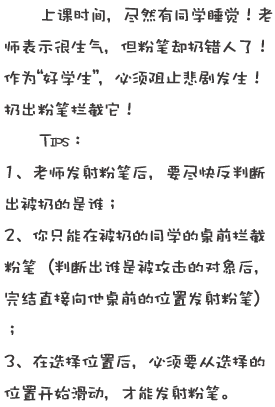 上课时间，尽然有同学睡觉！老
师表示很生气，但粉笔却扔错人了！
作为“好学生”，必须阻止悲剧发生！
扔出粉笔拦截它！
TIPS：
1、老师发射粉笔后，要尽快反判断
出被扔的是谁；
2、你只能在被扔的同学的桌前拦截
粉笔（判断出谁是被攻击的对象后，
完结直接向他桌前的位置发射粉笔）
；
3、在选择位置后，必须要从选择的
位置开始滑动，才能发射粉笔。